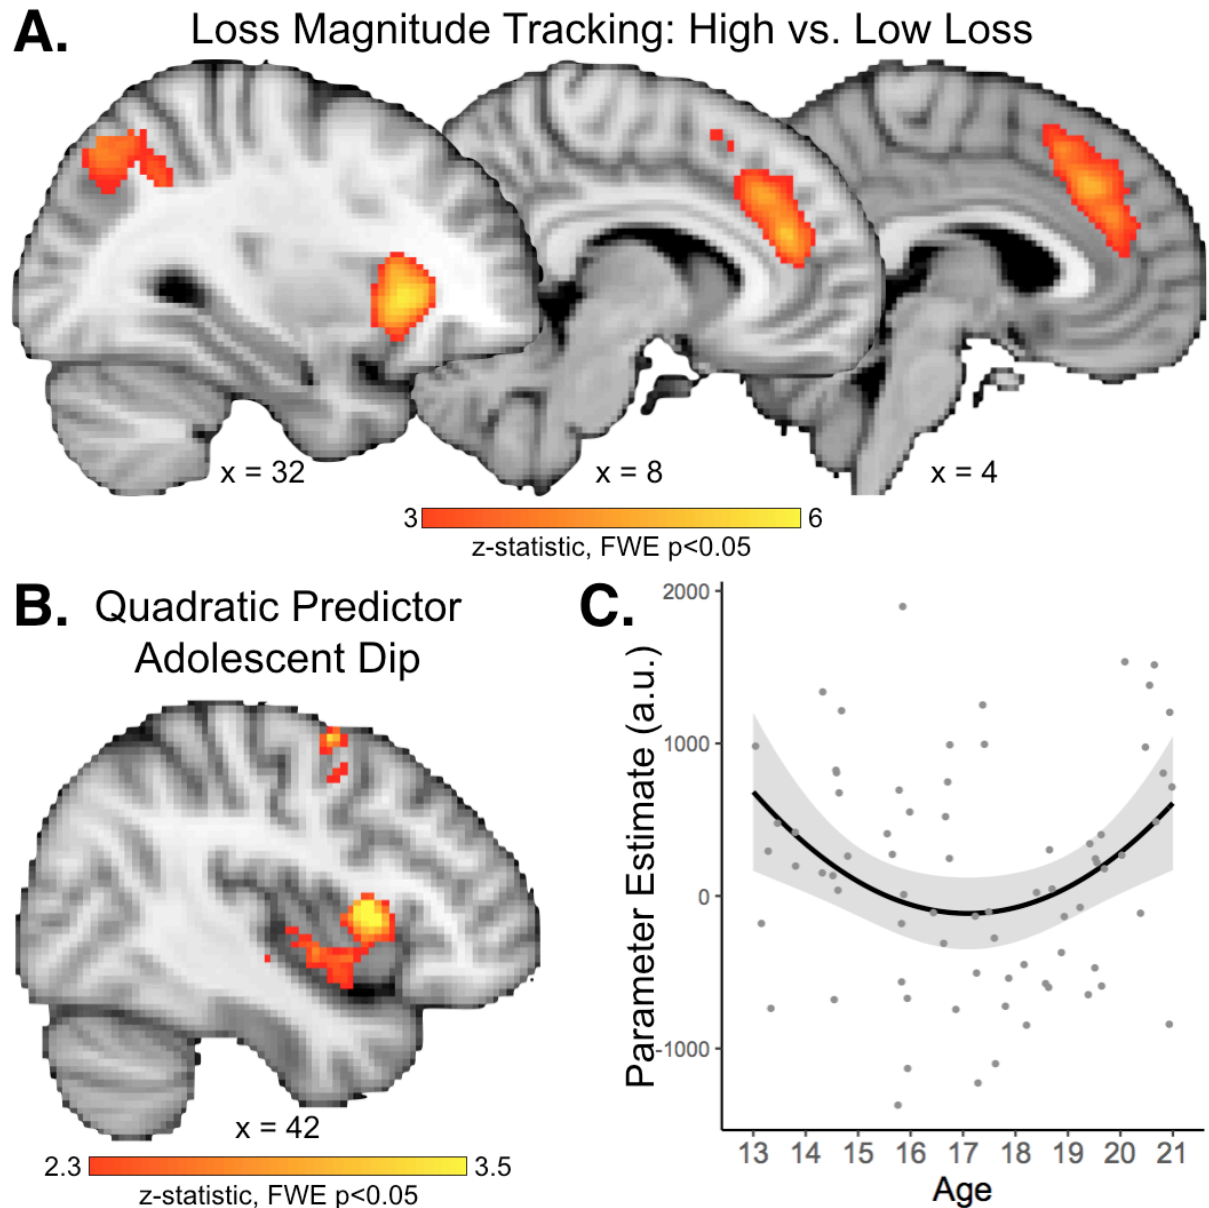 A.
Loss Magnitude Tracking: High vs. Low Loss
x = 32
x = 8
x = 4
3
6
z-statistic, FWE p<0.05
B.
Quadratic Predictor
Adolescent Dip
x = 42
2.3
3.5
z-statistic, FWE p<0.05
C.
Parameter Estimate (a.u.)
2000
1000
0
-1000
13 14 15 16 17 18 19 20 21
Age